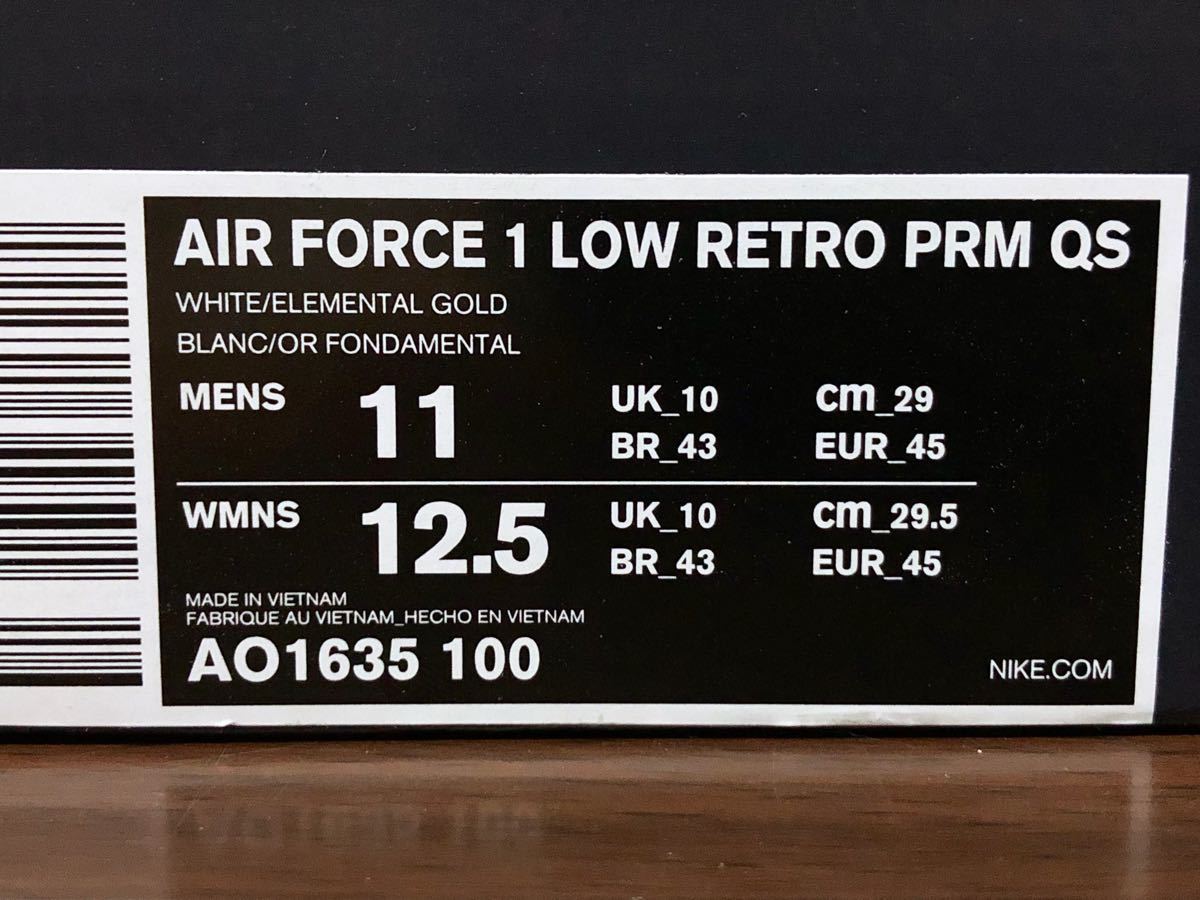 AIR FORCE 1 LOW RETRO PRM QS
WHITE/ELEMENTAL GOLD
BLANC/OR FONDAMENTAL
MENS 11 UK_10 cm_29
BR_43 EUR_45
WMNS 12.5 UK_10 cm_29.5
BR_43 EUR_45
MADE IN VIETNAM
FABRIQUE AU VIETNAM_HECHO EN VIETNAM
AO1635 100 NIKE.COM